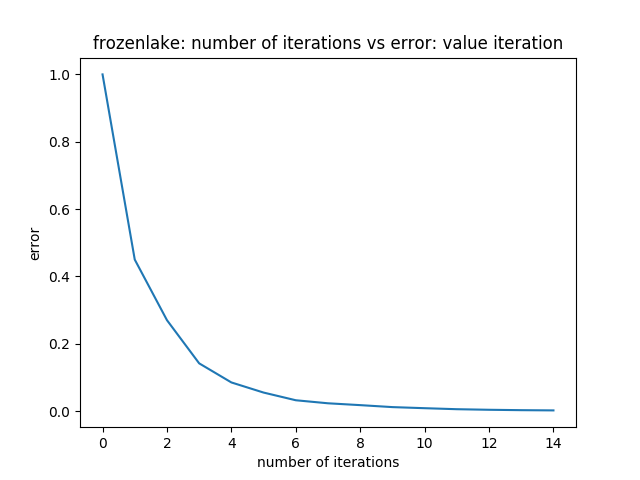 frozenlake: number of iterations vs error: value iteration
1.0
0.8
0.6
0.4
0.2
0.0
error
0 2 4 6 8 10 12 14
number of iterations